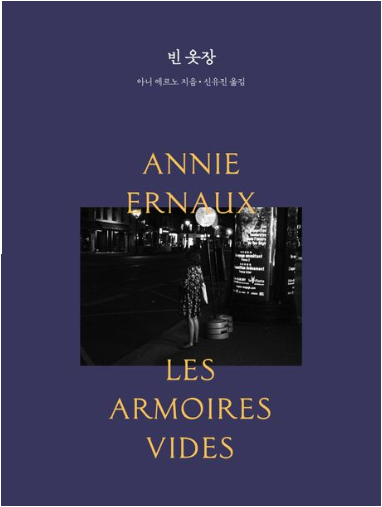 빈 옷장
아니 에르노 지음 • 신유진 옮김
ANNIE
ERNAUX
LES
ARMOIRES
VIDES